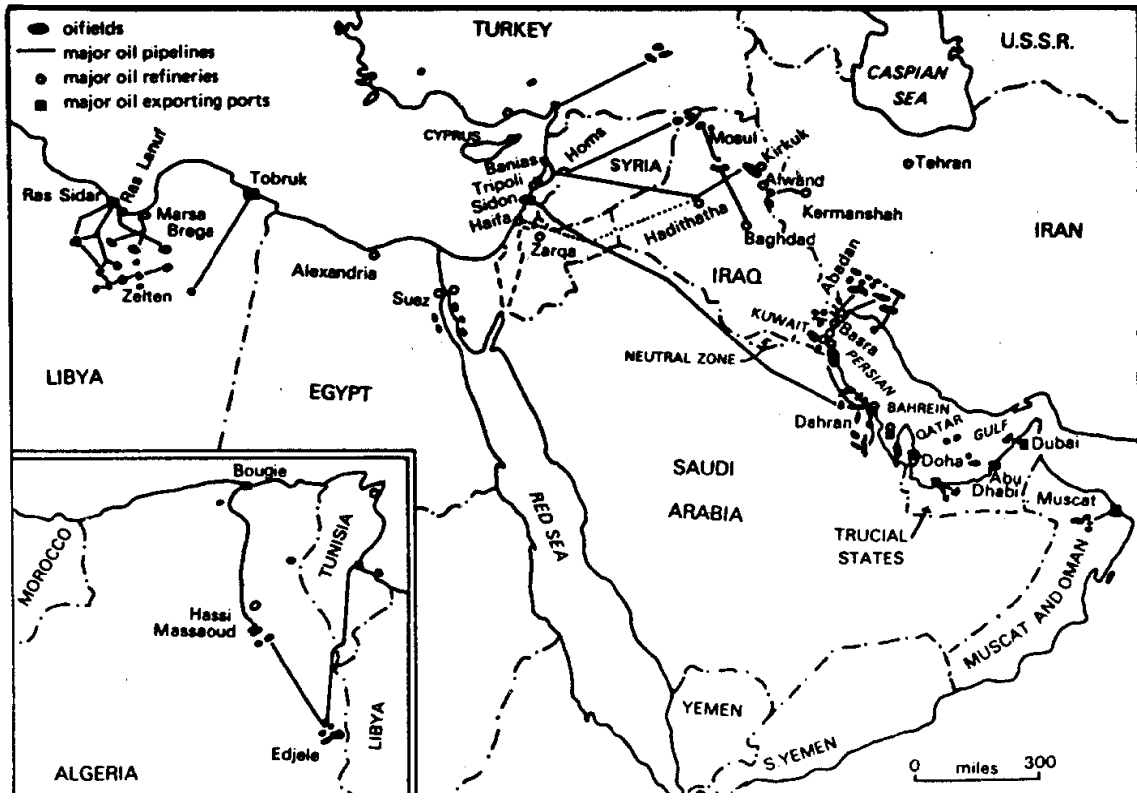 oifields
major oil pipelines
major oil refineries
major oil exporting ports
TURKEY
U.S.S.R.
CASPIAN
SEA
CYPRUS
Banias
Homs
Tripoli
Sidon
Haifa
SYRIA
Mosul
Kirkuk
Alwand
Kermanshah
Tehran
IRAN
Ras Sidar
Ras Lanuf
Marsa
Brega
Tobruk
Zelten
Alexandria
Suez
Zarqa
Hadithatha
Baghdad
IRAQ
Abadan
KUWAIT
Basra
NEUTRAL ZONE
PERSIAN
GULF
LIBYA
EGYPT
Dahran
BAHREIN
QATAR
Doha
Dubai
Abu
Dhabi
Muscat
SAUDI
ARABIA
RED SEA
TRUCIAL
STATES
MUSCAT AND OMAN
YEMEN
S.YEMEN
0 miles 300
Bougie
MOROCCO
TUNISIA
Hassi
Massaoud
Edjele
LIBYA
ALGERIA